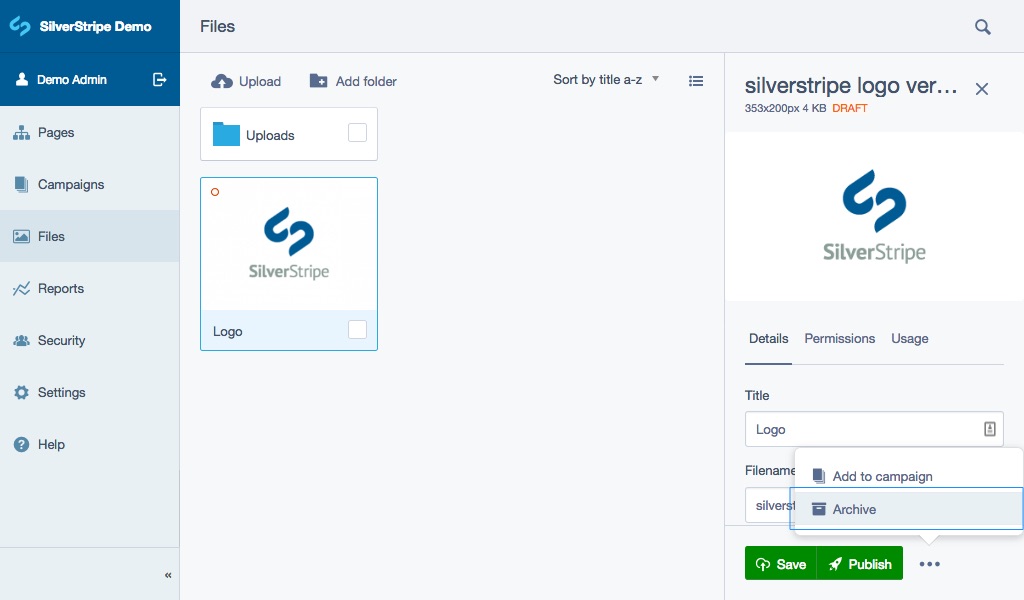 SilverStripe Demo
Demo Admin
Pages
Campaigns
Files
Reports
Security
Settings
Help
«
Files
Upload
Add folder
Sort by title a-z
Uploads
SilverStripe
Logo
silverstripe logo ver...
353x200px 4 KB DRAFT
SilverStripe
Details Permissions Usage
Title
Logo
Filename
Add to campaign
Archive
Save
Publish